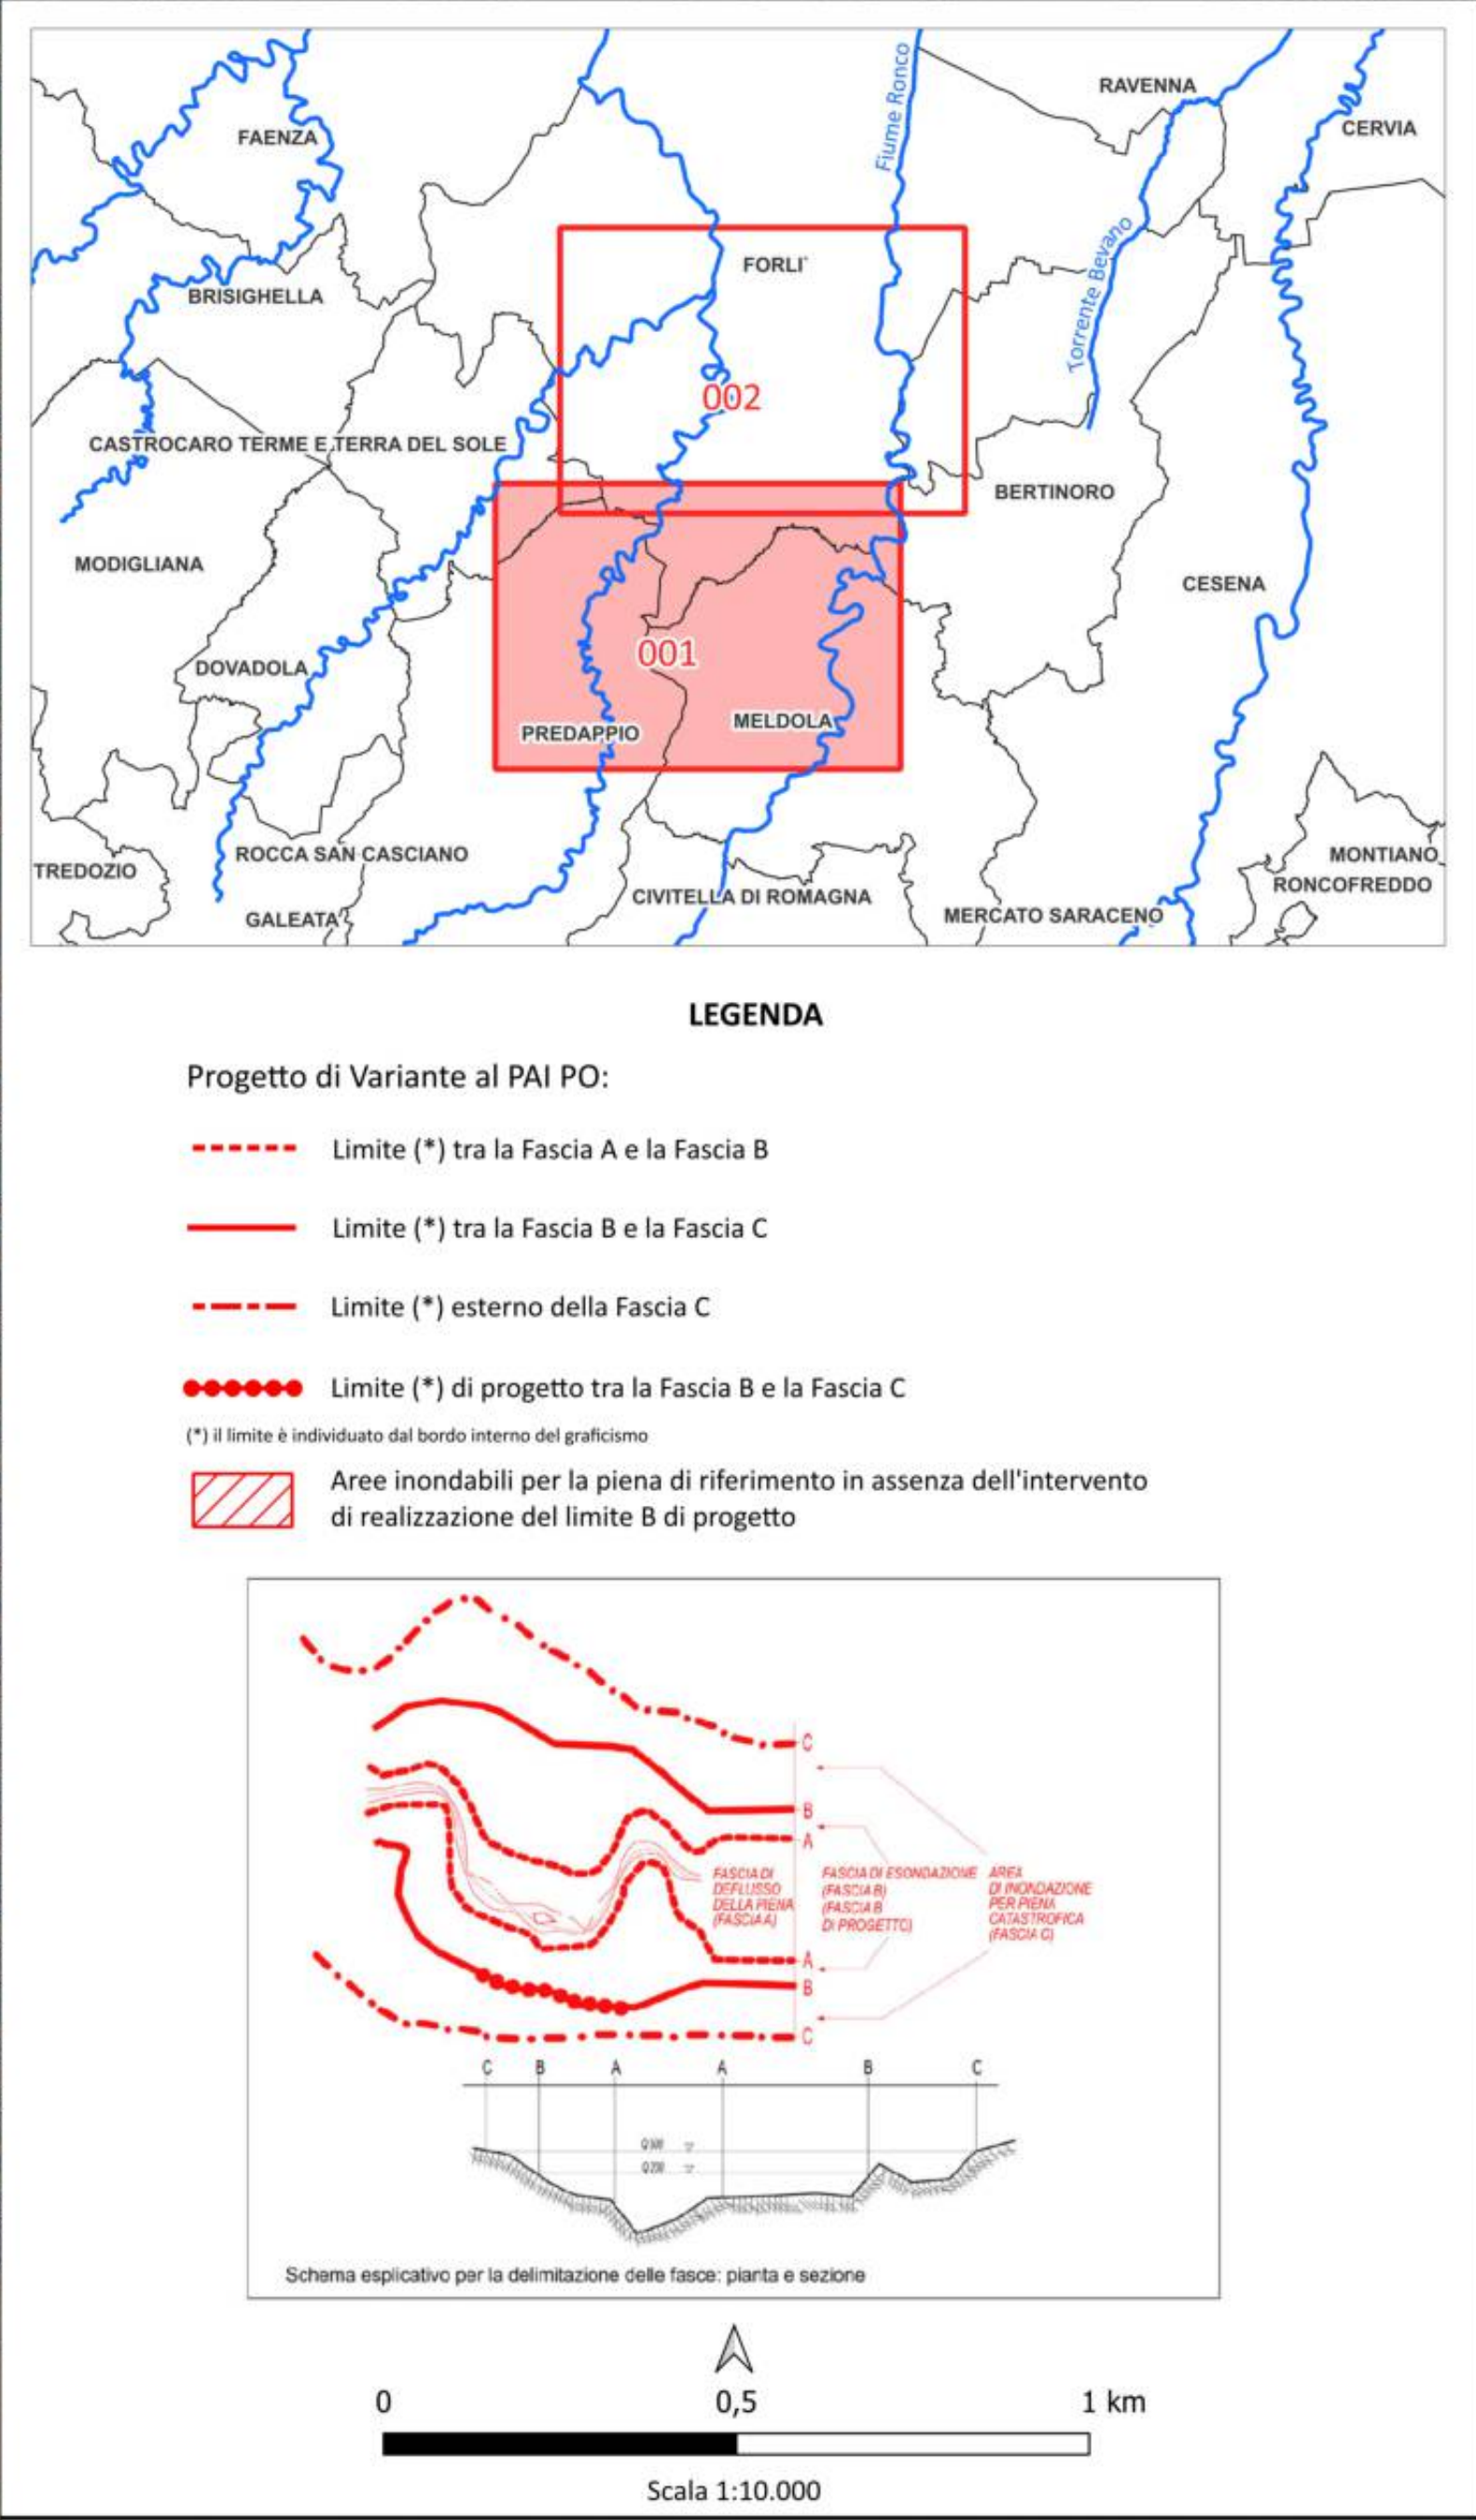 Fiume Ronco
RAVENNA
CERVIA
FAENZA
Torrente Bevano
FORLI'
BRISIGHELLA
002
CASTROCARO TERME E TERRA DEL SOLE
BERTINORO
MODIGLIANA
CESENA
001
DOVADOLA
MELDOLA
PREDAPPIO
ROCCA SAN CASCIANO
MONTIANO
TREDOZIO
RONCOFREDDO
CIVITELLA DI ROMAGNA
GALEATA
MERCATO SARACENO
LEGENDA
Progetto di Variante al PAI PO:
Limite (*) tra la Fascia A e la Fascia B
Limite (*) tra la Fascia B e la Fascia C
Limite (*) esterno della Fascia C
Limite (*) di progetto tra la Fascia B e la Fascia C
(*) il limite è individuato dal bordo interno del graficismo
Aree inondabili per la piena di riferimento in assenza dell'intervento
di realizzazione del limite B di progetto
C
B
A
FASCIA DI
DEFLUSSO
DELLA PIENA
(FASCIA A)
FASCIA DI ESONDAZIONE
(FASCIA B)
(FASCIA B
DI PROGETTO)
AREA
DI INONDAZIONE
PER PIENA
CATASTROFICA
(FASCIA C)
A
B
C
C B A A B C
Q200
Schema esplicativo per la delimitazione delle fasce: pianta e sezione
0 0,5 1 km
Scala 1:10.000